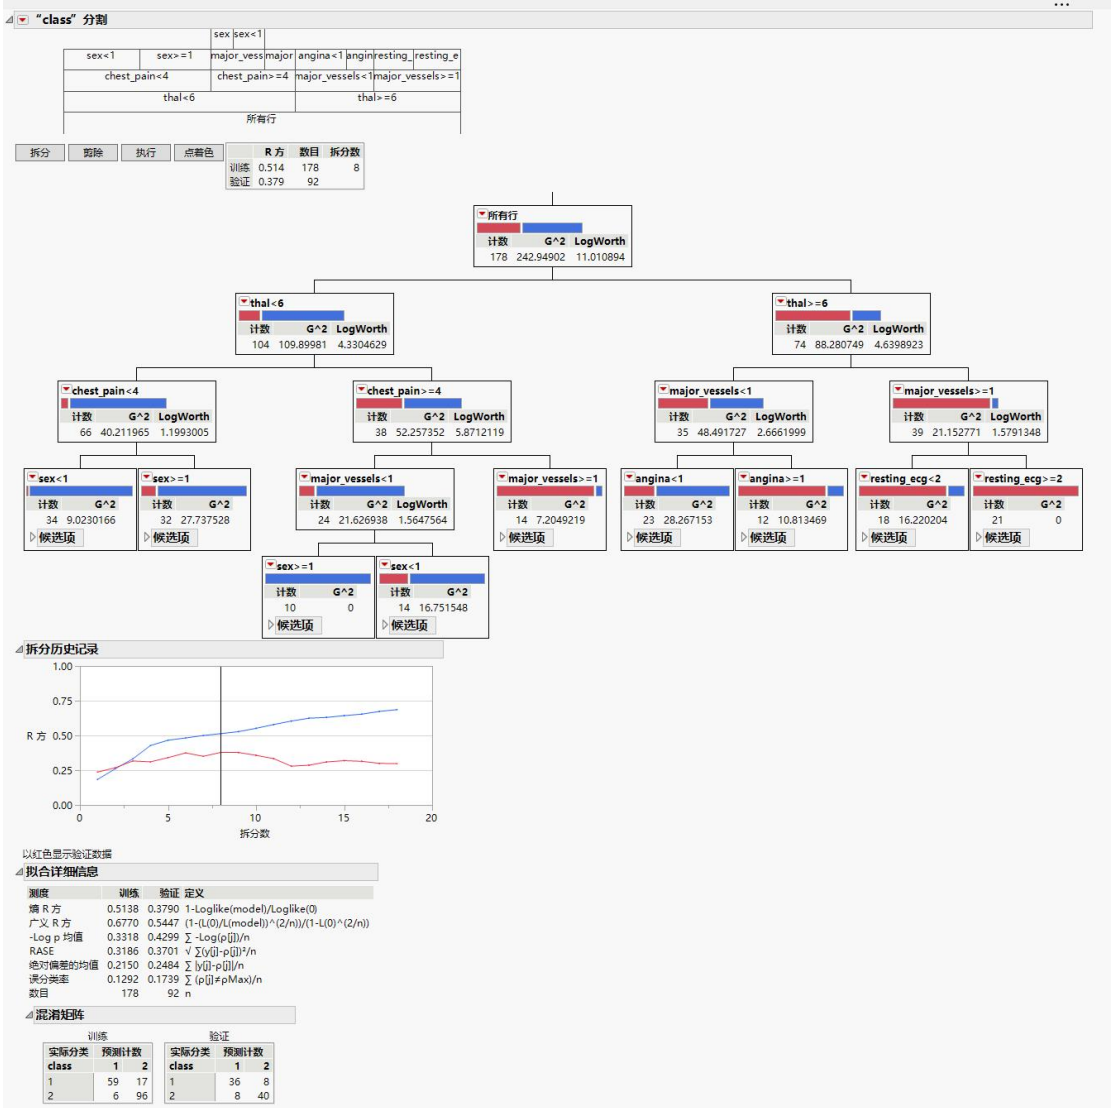 ...
“class”分割
sex sex<1
sex<1 sex>=1 major_vess major angina<1 angin resting_ resting_e
chest_pain<4 chest_pain>=4 major_vessels<1 major_vessels>=1
thal<6 thal>=6
所有行
拆分 剪除 执行 点着色
R 方 数目 拆分数
训练 0.514 178 8
验证 0.379 92
所有行
计数 G^2 LogWorth
178 242.94902 11.010894
thal<6 thal>=6
计数 G^2 LogWorth 计数 G^2 LogWorth
104 109.89981 4.3304629 74 88.280749 4.6398923
chest_pain<4 chest_pain>=4 major_vessels<1 major_vessels>=1
计数 G^2 LogWorth 计数 G^2 LogWorth 计数 G^2 LogWorth 计数 G^2 LogWorth
66 40.211965 1.1993005 38 52.257352 5.8712119 35 48.491727 2.6661999 39 21.152771 1.5791348
sex<1 sex>=1 major_vessels<1 major_vessels>=1 angina<1 angina>=1 resting_ecg<2 resting_ecg>=2
计数 G^2 计数 G^2 计数 G^2 LogWorth 计数 G^2 计数 G^2 计数 G^2 计数 G^2 计数 G^2
34 9.0230166 32 27.737528 24 21.626938 1.5647564 14 7.2049219 23 28.267153 12 10.813469 18 16.220204 21 0
候选项 候选项 候选项 候选项 候选项 候选项 候选项
sex>=1 sex<1
计数 G^2 计数 G^2
10 0 14 16.751548
候选项 候选项
拆分历史记录
1.00
0.75
R 方 0.50
0.25
0.00
0 5 10 15 20
拆分数
以红色显示验证数据
拟合详细信息
测度 训练 验证 定义
熵 R 方 0.5138 0.3790 1-Loglike(model)/Loglike(0)
广义 R 方 0.6770 0.5447 (1-(L(0)/L(model))^(2/n))/(1-L(0)^(2/n))
-Log p 均值 0.3318 0.4299 ∑ -Log(ρ[j])/n
RASE 0.3186 0.3701 √ ∑(y[j]-ρ[j])²/n
绝对偏差的均值 0.2150 0.2484 ∑ |y[j]-ρ[j]|/n
误分类率 0.1292 0.1739 ∑ (ρ[j]≠ρMax)/n
数目 178 92 n
混淆矩阵
训练 验证
实际分类 预测计数 实际分类 预测计数
class 1 2 class 1 2
1 59 17 1 36 8
2 6 96 2 8 40